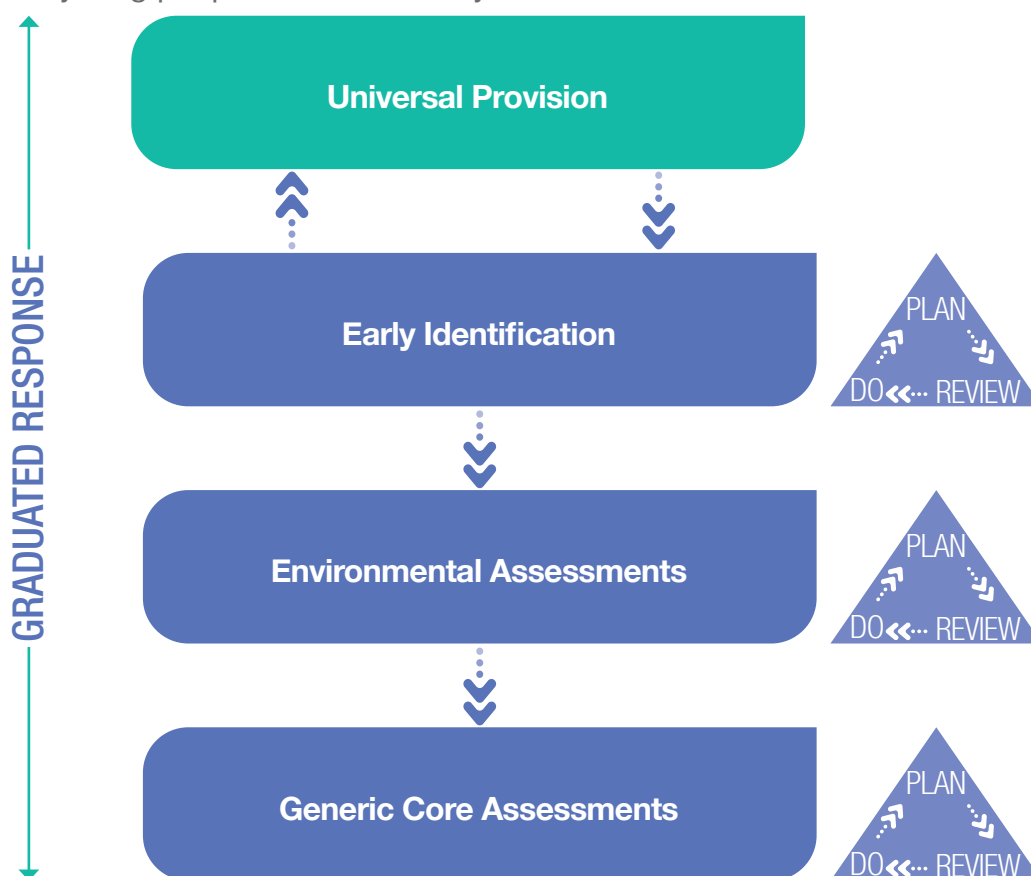 Universal Provision
GRADUATED RESPONSE
Early Identification
PLAN
DO
REVIEW
Environmental Assessments
PLAN
DO
REVIEW
Generic Core Assessments
PLAN
DO
REVIEW